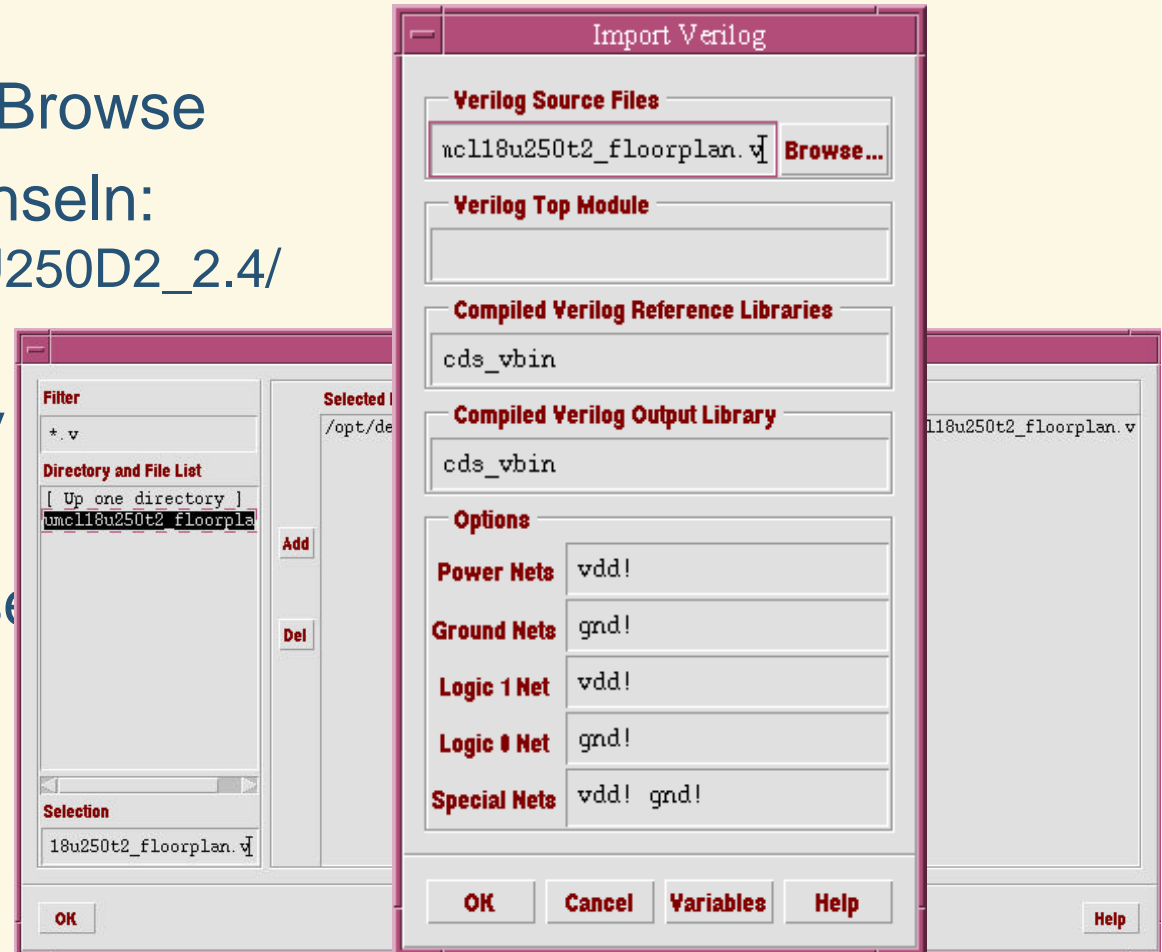 Browse
nseln:
J250D2_2.4/
Import Verilog
Verilog Source Files
mcl18u250t2_floorplan.v
Browse...
Verilog Top Module
Compiled Verilog Reference Libraries
cds_vbin
Compiled Verilog Output Library
cds_vbin
Options
Power Nets vdd!
Ground Nets gnd!
Logic 1 Net vdd!
Logic 0 Net gnd!
Special Nets vdd! gnd!
OK Cancel Variables Help
Filter
*.v
Directory and File List
[ Up one directory ]
umcl18u250t2_floorpla
Selection
18u250t2_floorplan.v
OK
Add
Del
Selected
/opt/de
l18u250t2_floorplan.v
Help